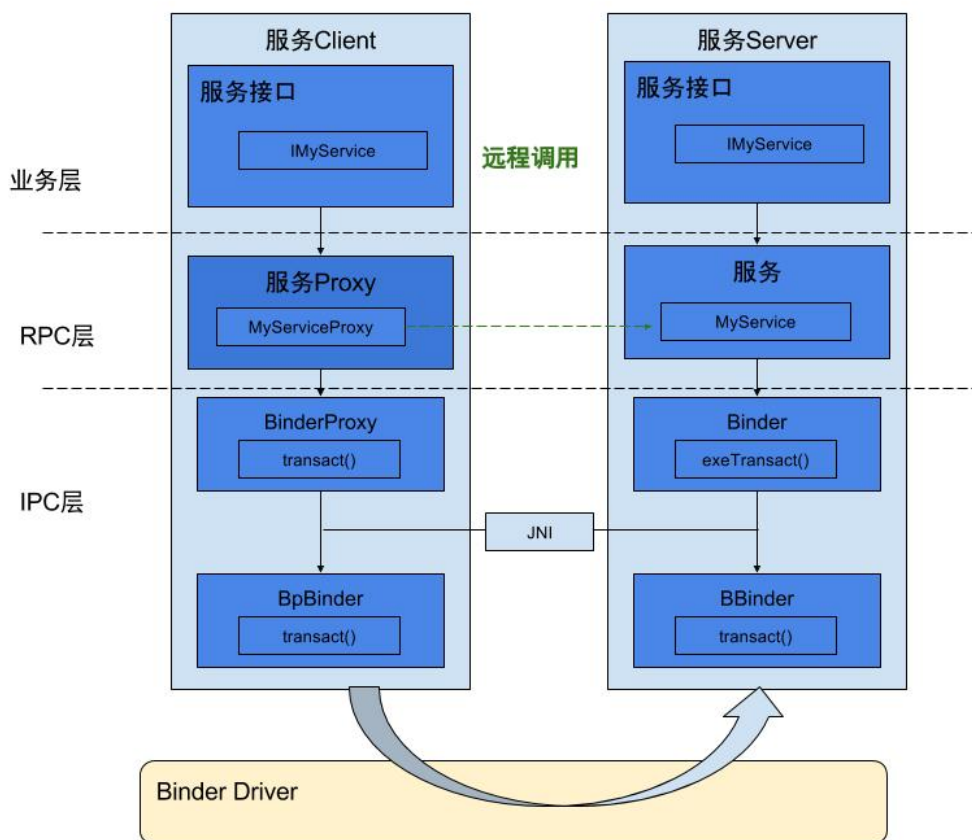 服务Client
服务接口
IMyService
服务Server
服务接口
IMyService
远程调用
业务层
服务Proxy
MyServiceProxy
服务
MyService
RPC层
BinderProxy
transact()
Binder
exeTransact()
IPC层
JNI
BpBinder
transact()
BBinder
transact()
Binder Driver